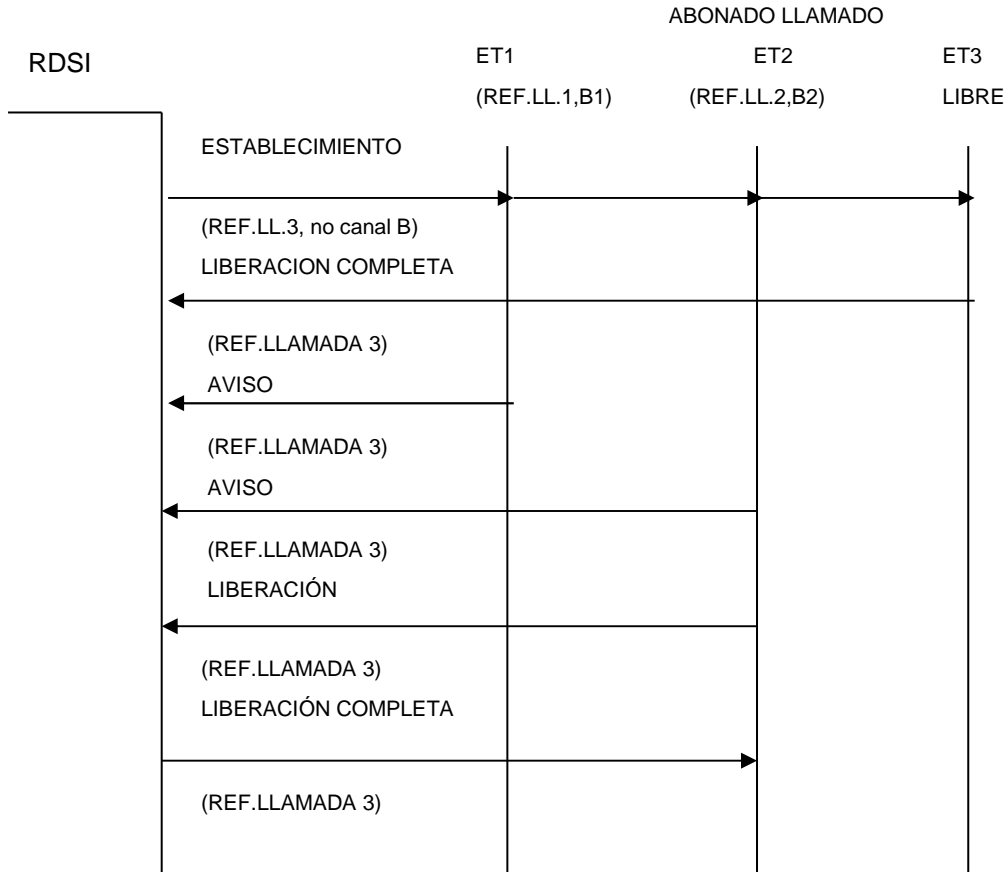 ABONADO LLAMADO
RDSI
ET1 ET2 ET3
(REF.LL.1,B1) (REF.LL.2,B2) LIBRE
ESTABLECIMIENTO
(REF.LL.3, no canal B)
LIBERACION COMPLETA
(REF.LLAMADA 3)
AVISO
(REF.LLAMADA 3)
AVISO
(REF.LLAMADA 3)
LIBERACIÓN
(REF.LLAMADA 3)
LIBERACIÓN COMPLETA
(REF.LLAMADA 3)